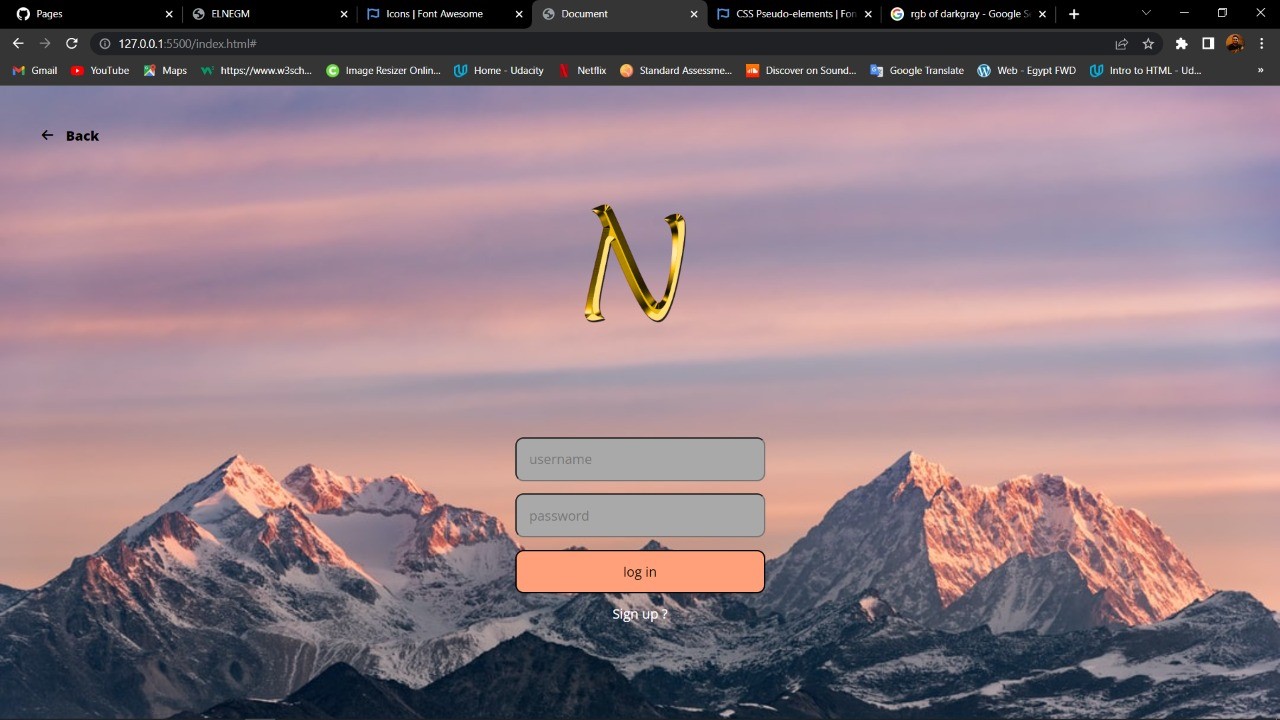 Pages
ELNEGM
Icons | Font Awesome
Document
CSS Pseudo-elements | Fon
rgb of darkgray - Google S
127.0.0.1:5500/index.html#
Gmail
YouTube
Maps
https://www.w3sch...
Image Resizer Onlin...
Home - Udacity
Netflix
Standard Assessme...
Discover on Sound...
Google Translate
Web - Egypt FWD
Intro to HTML - Ud...
»
Back
N
username
password
log in
Sign up ?